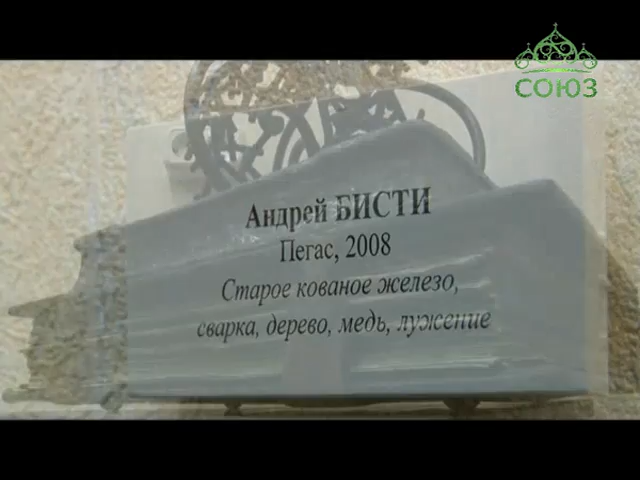 СОЮЗ
Андрей БИСТИ
Пегас, 2008
Старое кованое железо,
сварка, дерево, медь, лужение